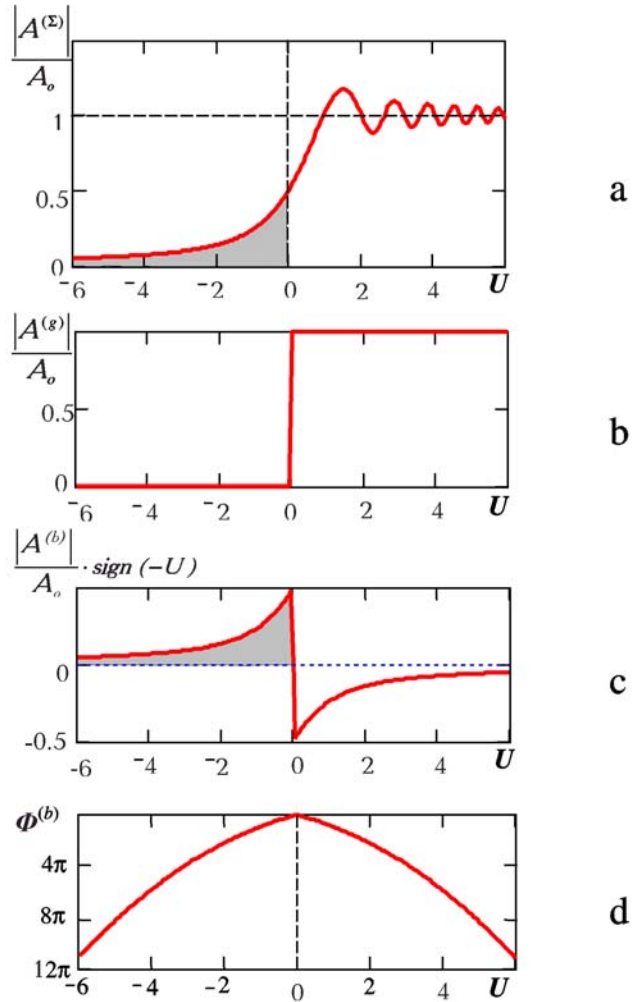 |A^(Σ)|
A_o
1
0.5
0
-6 -4 -2 0 2 4 U
a
|A^(g)|
A_o
0.5
0
-6 -4 -2 0 2 4 U
b
|A^(b)|
A_o · sign (-U)
0
-0.5
-6 -4 -2 0 2 4 U
c
Φ^(b)
4π
8π
12π
-6 -4 -2 0 2 4 U
d